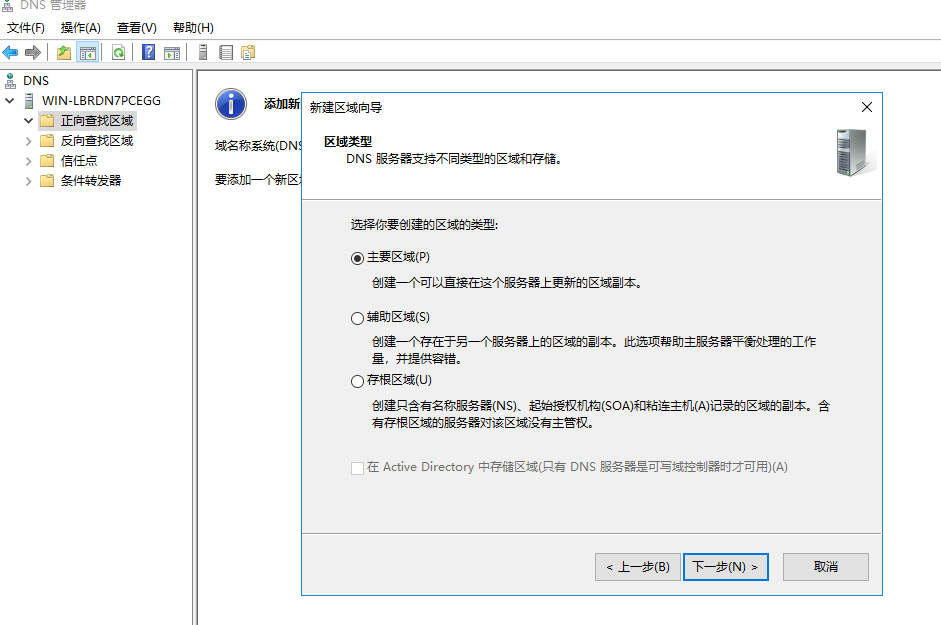 DNS 管理器
文件(F) 操作(A) 查看(V) 帮助(H)
DNS
WIN-LBRDN7PCEGG
正向查找区域
反向查找区域
信任点
条件转发器
添加新
域名称系统(DNS
要添加一个新区
新建区域向导
区域类型
DNS 服务器支持不同类型的区域和存储。
选择你要创建的区域的类型:
主要区域(P)
创建一个可以直接在这个服务器上更新的区域副本。
辅助区域(S)
创建一个存在于另一个服务器上的区域的副本。此选项帮助主服务器平衡处理的工作
量，并提供容错。
存根区域(U)
创建只含有名称服务器(NS)、起始授权机构(SOA)和粘连主机(A)记录的区域的副本。含
有存根区域的服务器对该区域没有主管权。
在 Active Directory 中存储区域(只有 DNS 服务器是可写域控制器时才可用)(A)
< 上一步(B) 下一步(N) > 取消